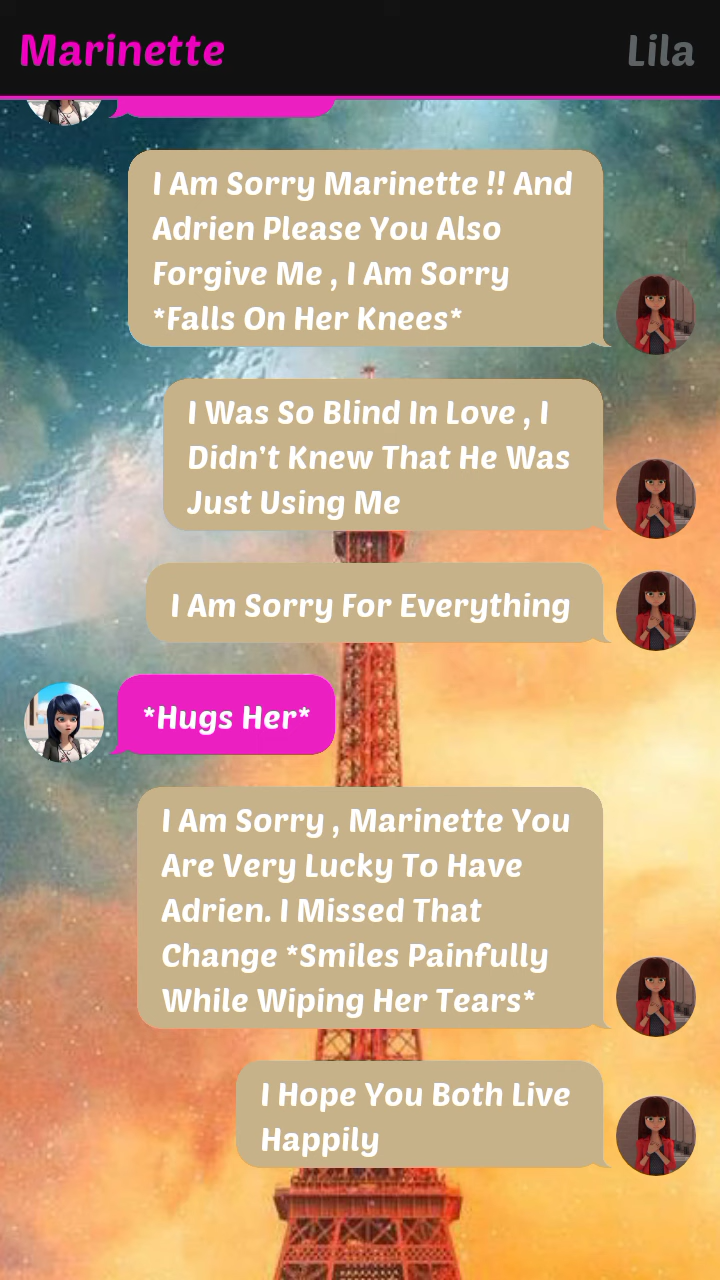 Marinette Lila
I Am Sorry Marinette !! And
Adrien Please You Also
Forgive Me , I Am Sorry
*Falls On Her Knees*
I Was So Blind In Love , I
Didn't Knew That He Was
Just Using Me
I Am Sorry For Everything
*Hugs Her*
I Am Sorry , Marinette You
Are Very Lucky To Have
Adrien. I Missed That
Change *Smiles Painfully
While Wiping Her Tears*
I Hope You Both Live
Happily